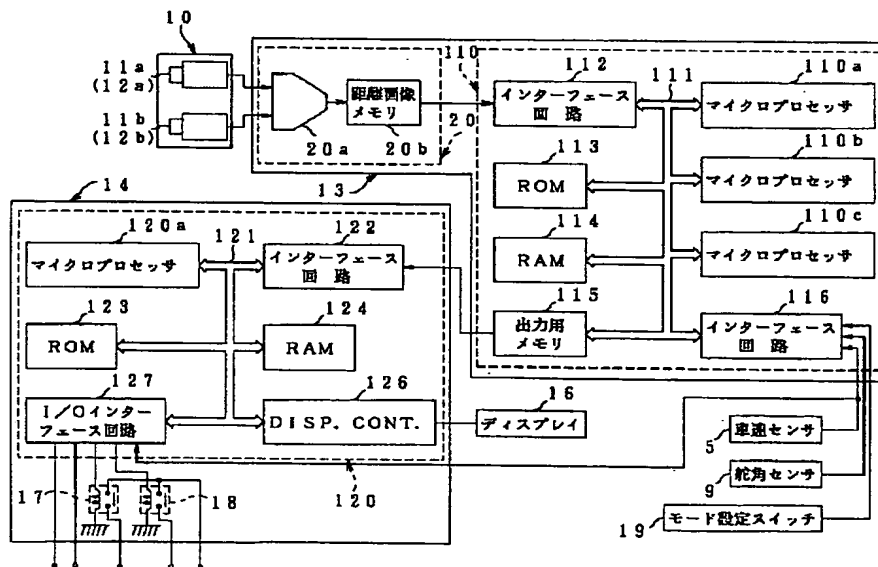 10
11a
(12a)
11b
(12b)
距離画像
メモリ
20a
20b
20
13
110
112
インターフェース
回路
111
110a
マイクロプロセッサ
113
ROM
110b
マイクロプロセッサ
114
RAM
110c
マイクロプロセッサ
115
出力用
メモリ
116
インターフェース
回路
14
120a
マイクロプロセッサ
121
122
インターフェース
回路
123
ROM
124
RAM
127
I/Oインター
フェース回路
126
DISP. CONT.
16
ディスプレイ
120
17
18
車速センサ
5
舵角センサ
9
モード設定スイッチ
19